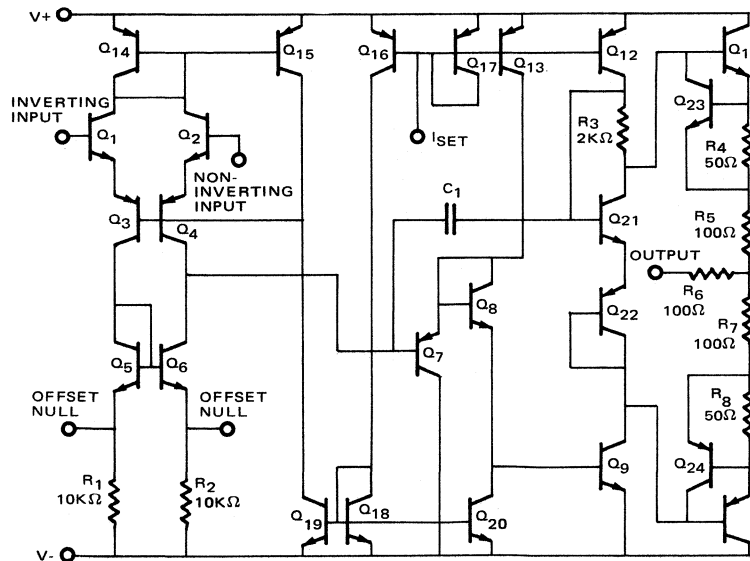 V+
Q14
Q15
Q16
Q17
Q13
Q12
Q1
INVERTING
INPUT
Q1
Q2
ISET
R3
2KΩ
Q23
R4
50Ω
NON-
INVERTING
INPUT
Q3
Q4
C1
Q21
R5
100Ω
OUTPUT
R6
100Ω
Q22
Q8
Q7
R7
100Ω
Q5
Q6
OFFSET
NULL
OFFSET
NULL
R8
50Ω
R1
10KΩ
R2
10KΩ
Q9
Q24
Q19
Q18
Q20
V-